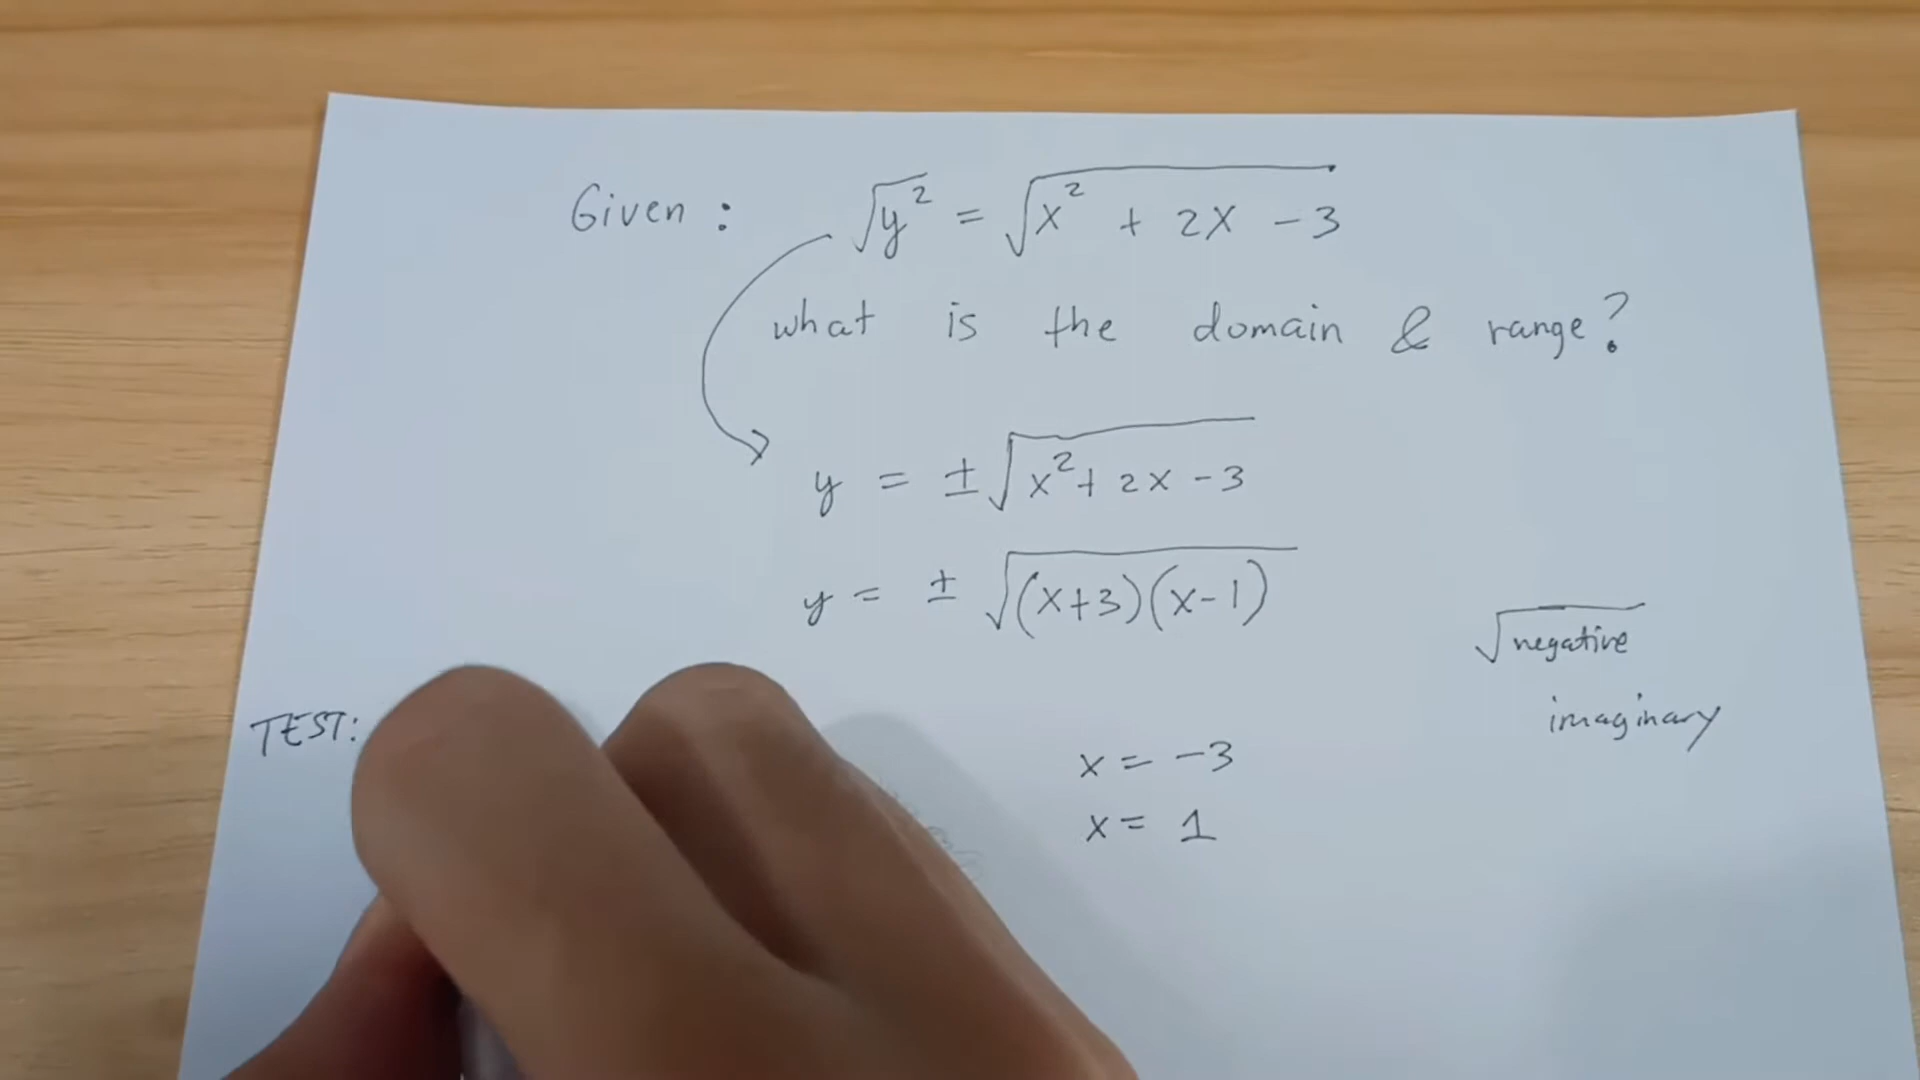 Given : √y² = √x² + 2x - 3
what is the domain & range?
y = ±√x² + 2x - 3
y = ± √(x+3)(x-1)
√negative
imaginary
TEST:
x = -3
x = 1